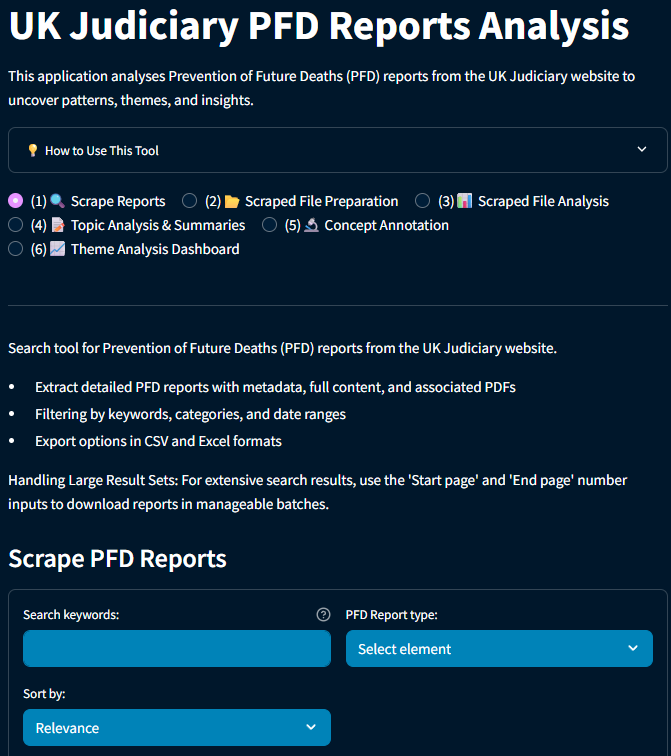 UK Judiciary PFD Reports Analysis
This application analyses Prevention of Future Deaths (PFD) reports from the UK Judiciary website to
uncover patterns, themes, and insights.
How to Use This Tool
(1) Scrape Reports (2) Scraped File Preparation (3) Scraped File Analysis
(4) Topic Analysis & Summaries (5) Concept Annotation
(6) Theme Analysis Dashboard
Search tool for Prevention of Future Deaths (PFD) reports from the UK Judiciary website.
• Extract detailed PFD reports with metadata, full content, and associated PDFs
• Filtering by keywords, categories, and date ranges
• Export options in CSV and Excel formats
Handling Large Result Sets: For extensive search results, use the 'Start page' and 'End page' number
inputs to download reports in manageable batches.
Scrape PFD Reports
Search keywords: ? PFD Report type:
Select element
Sort by:
Relevance